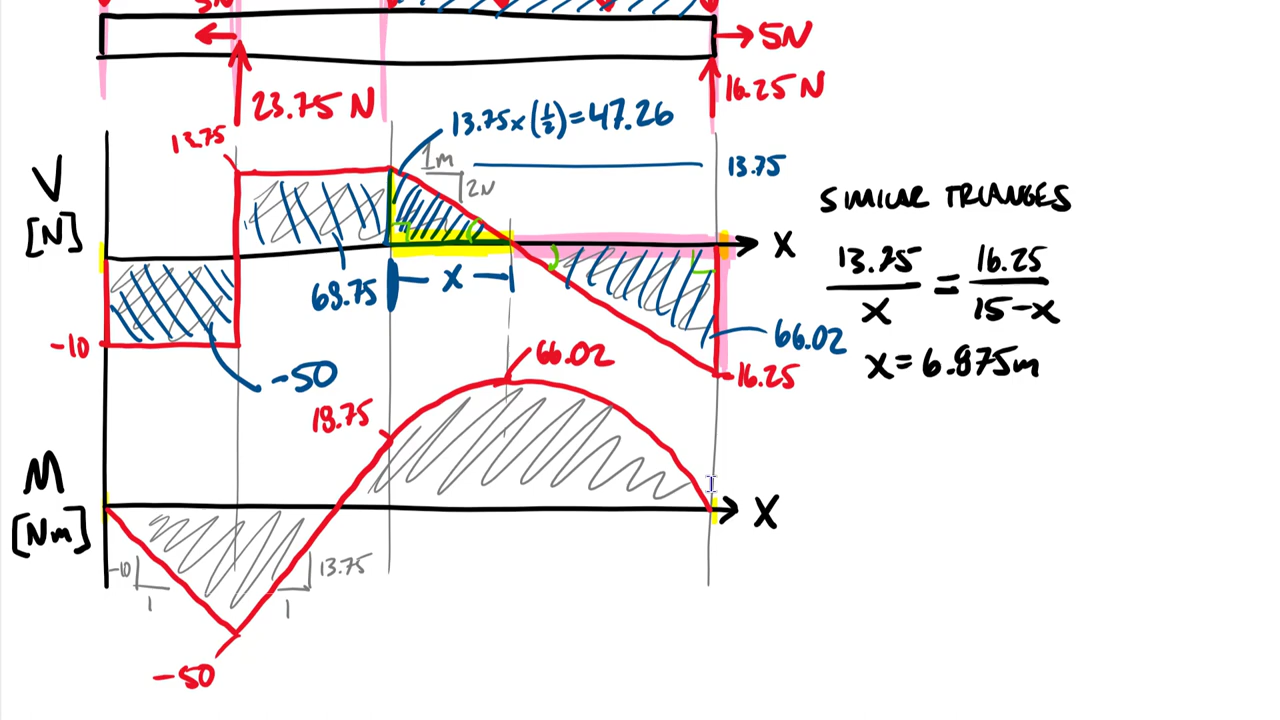 5N
5N
23.75 N
16.25 N
13.75
13.75 x (1/2) = 47.26
1m
2N
13.75
V
[N]
X
SIMILAR TRIANGES
13.75/x = 16.25/15-x
x = 6.875m
68.75
x
-10
-50
66.02
-16.25
66.02
18.75
M
[Nm]
X
-10
1
13.75
1
-50